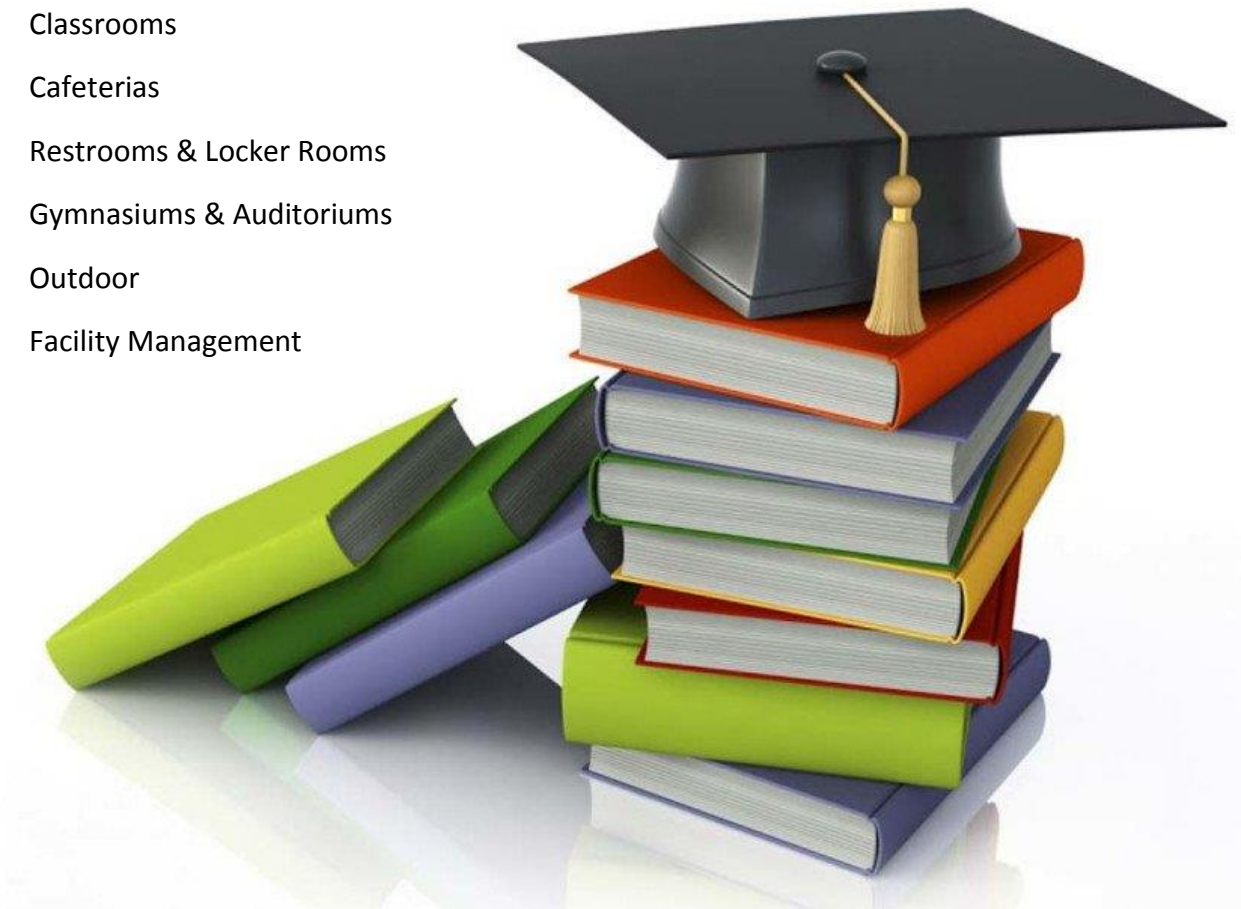 Classrooms
Cafeterias
Restrooms & Locker Rooms
Gymnasiums & Auditoriums
Outdoor
Facility Management